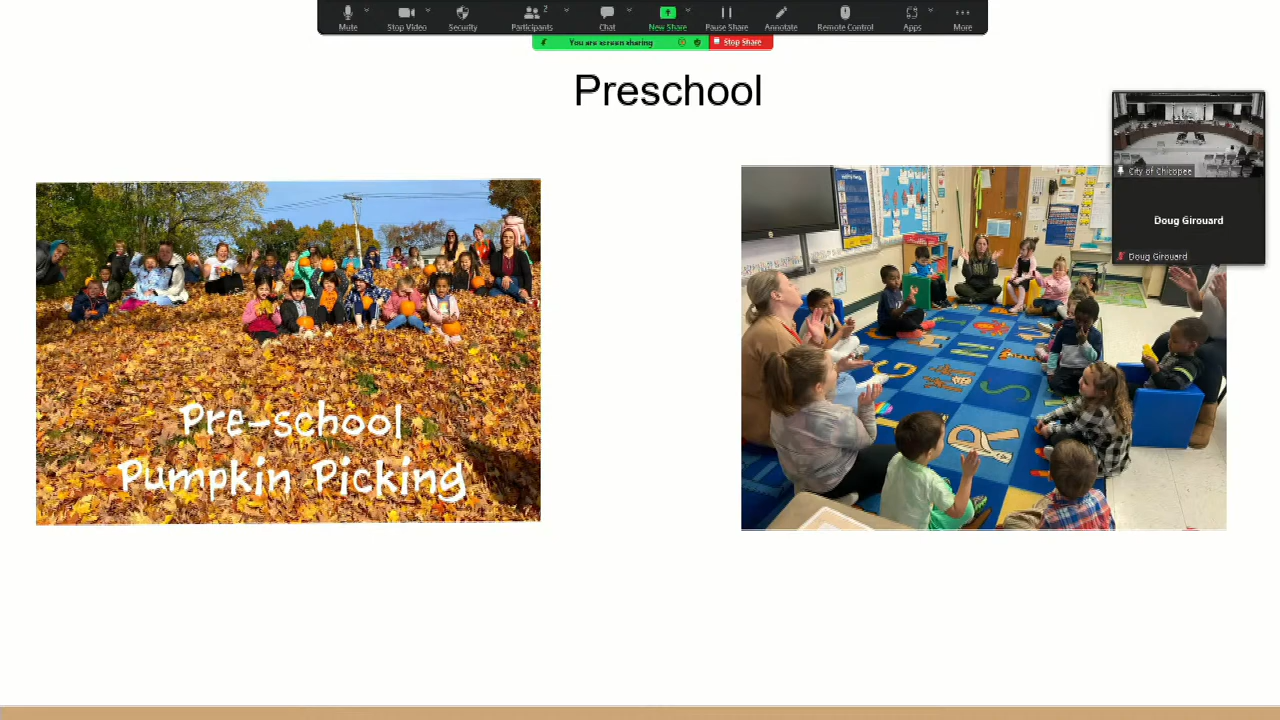 2
Mute
Stop Video
Security
Participants
Chat
New Share
Pause Share
Annotate
Remote Control
Apps
More
You are screen sharing
Stop Share
Preschool
City of Chicopee
Doug Girouard
Doug Girouard
Pre-school
Pumpkin Picking
G
N
S
R